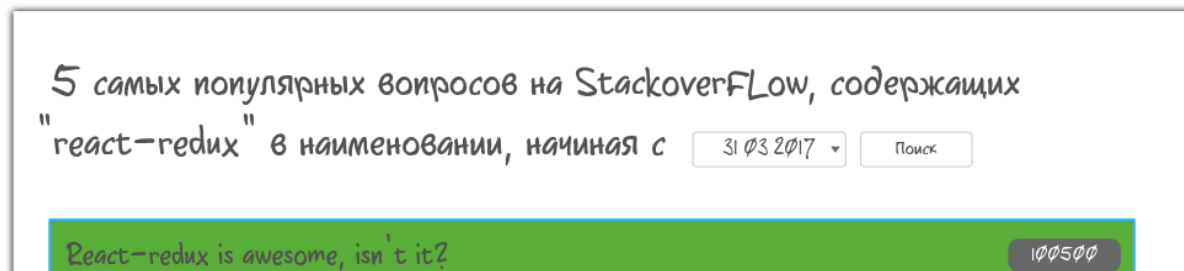 5 самых популярных вопросов на StackoverFLow, содержащих
"react-redux" в наименовании, начиная с 31 03 2017 Поиск
React-redux is awesome, isn't it? 100500